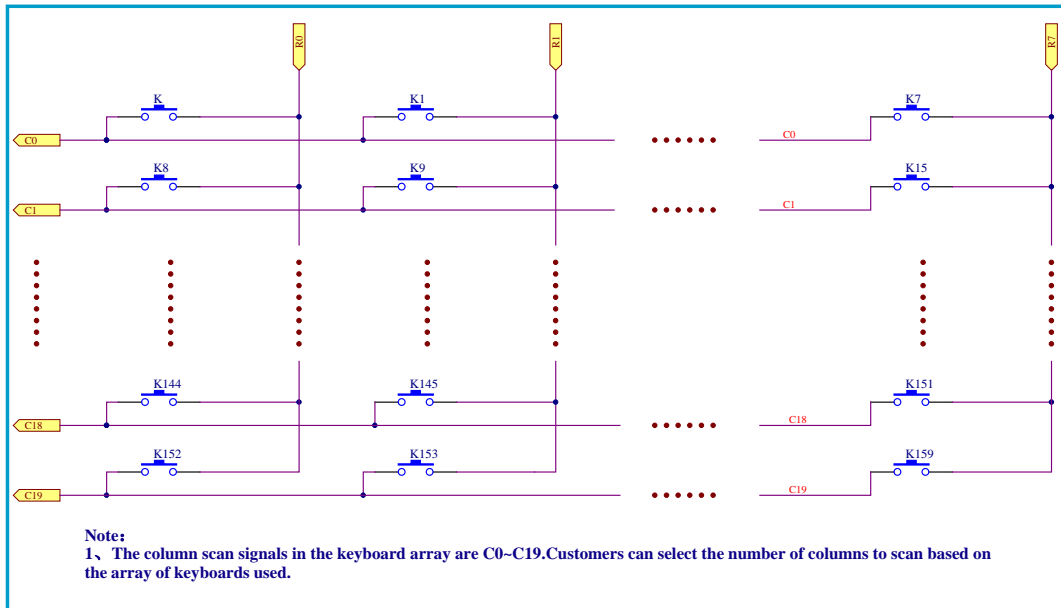 R0
R1
R7
K
K1
K7
C0
C0
K8
K9
K15
C1
C1
K144
K145
K151
C18
C18
K152
K153
K159
C19
C19
Note：
1、The column scan signals in the keyboard array are C0~C19.Customers can select the number of columns to scan based on
the array of keyboards used.